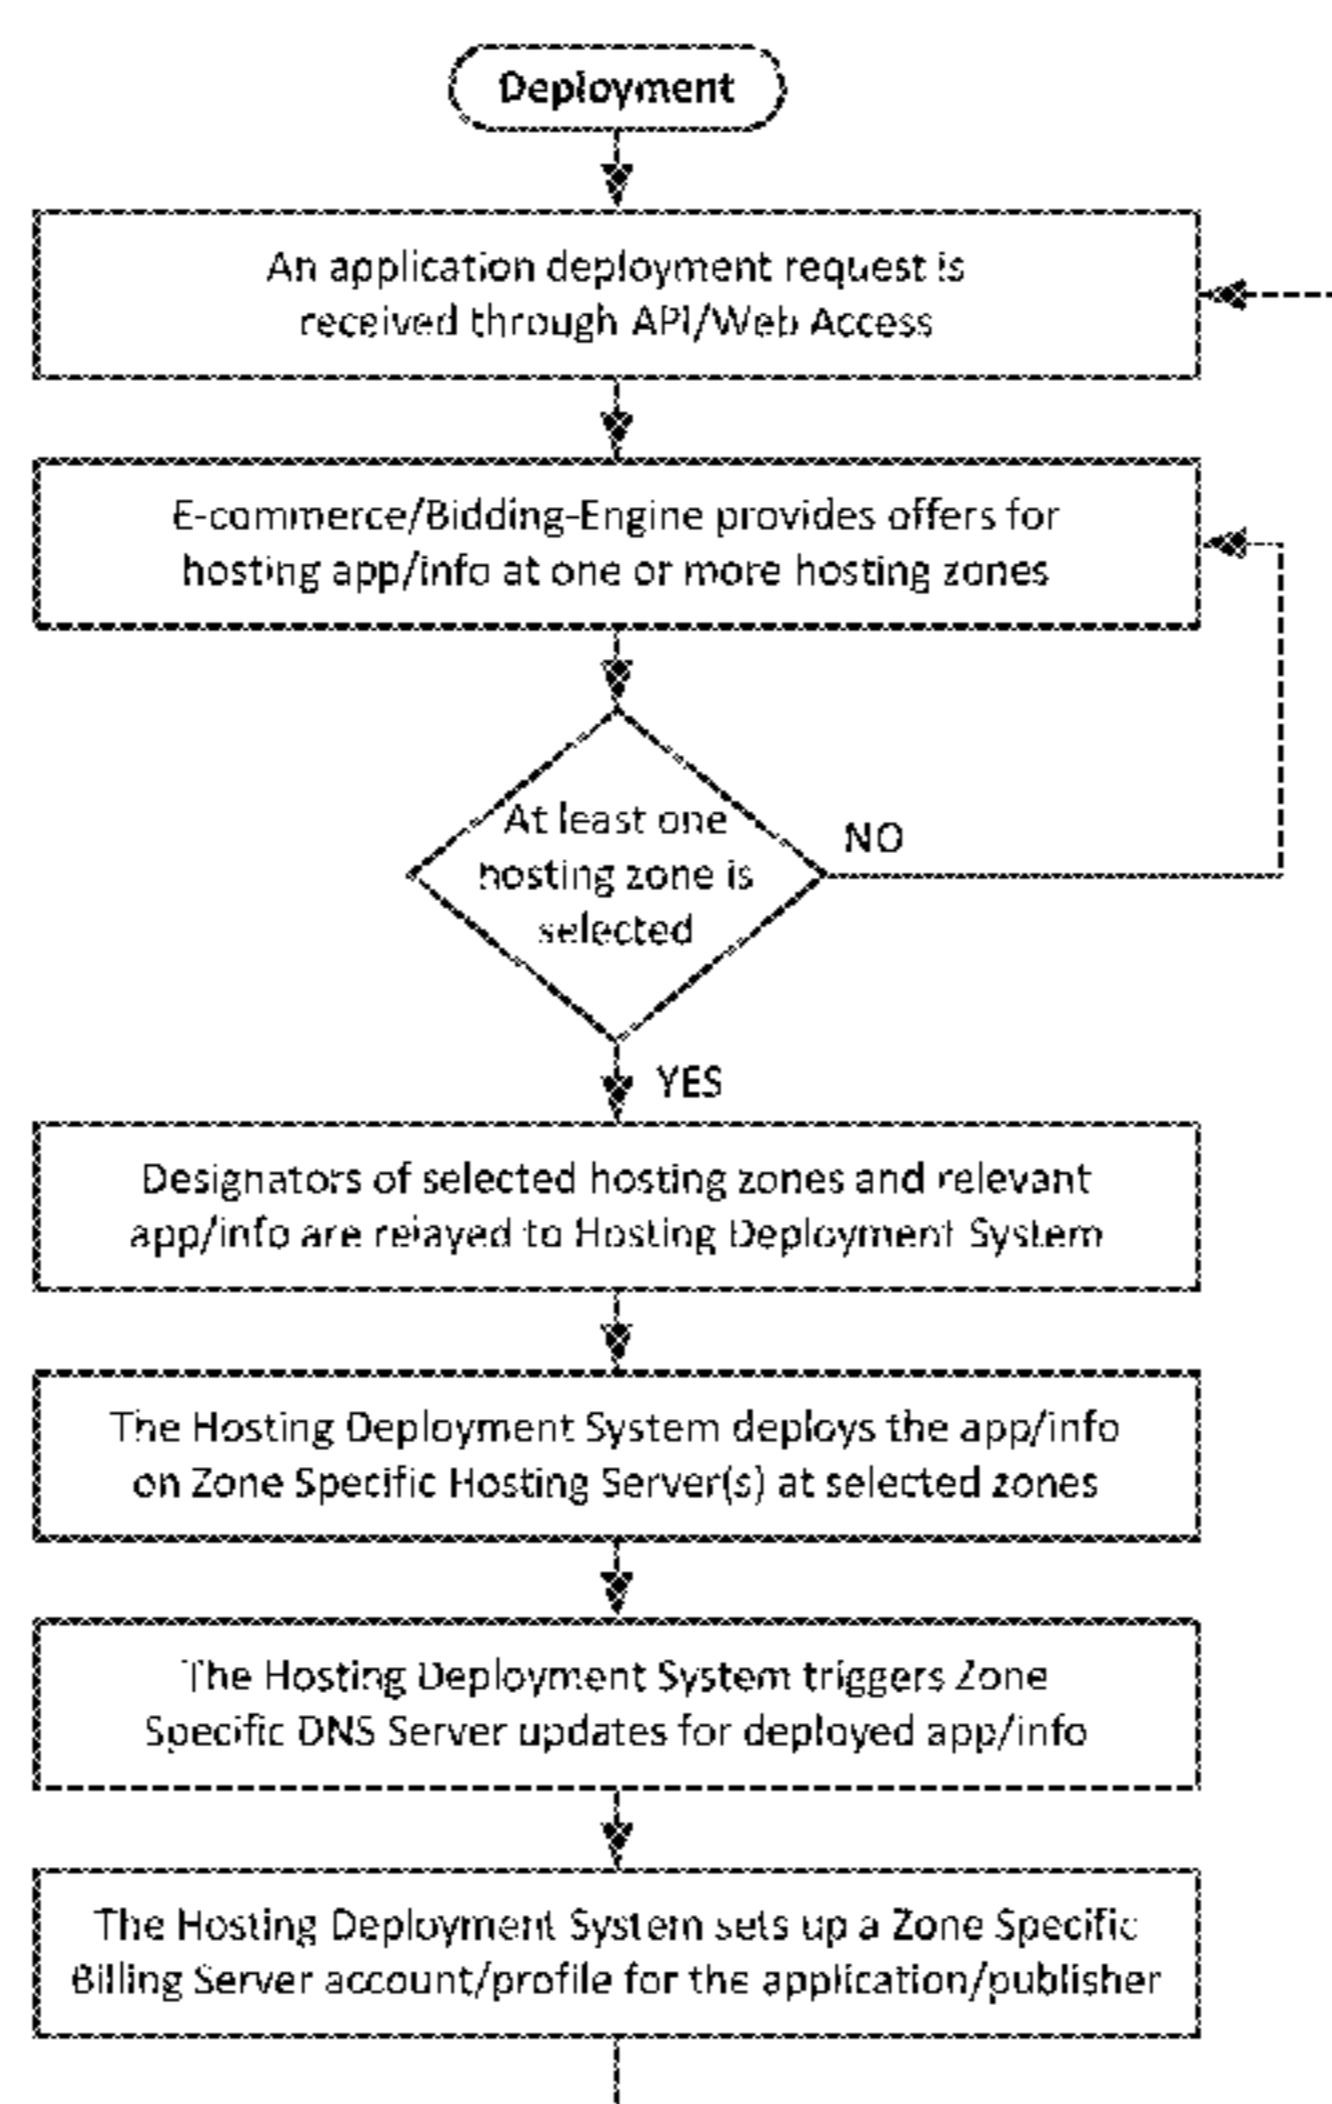 Deployment
An application deployment request is
received through API/Web Access
E-commerce/Bidding-Engine provides offers for
hosting app/info at one or more hosting zones
At least one
hosting zone is
selected
NO
YES
Designators of selected hosting zones and relevant
app/info are relayed to Hosting Deployment System
The Hosting Deployment System deploys the app/info
on Zone Specific Hosting Server(s) at selected zones
The Hosting Deployment System triggers Zone
Specific DNS Server updates for deployed app/info
The Hosting Deployment System sets up a Zone Specific
Billing Server account/profile for the application/publisher